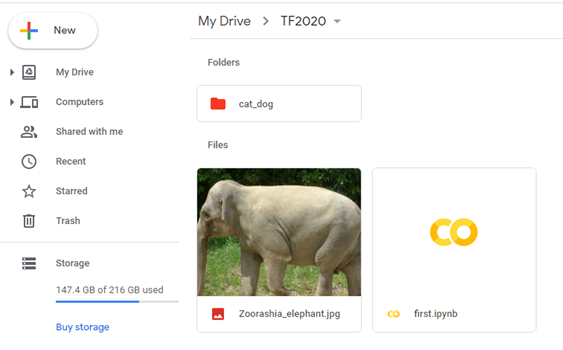 New
My Drive > TF2020
Folders
My Drive
Computers
cat_dog
Shared with me
Files
Recent
Starred
Trash
Storage
147.4 GB of 216 GB used
Buy storage
Zoorashia_elephant.jpg
first.ipynb